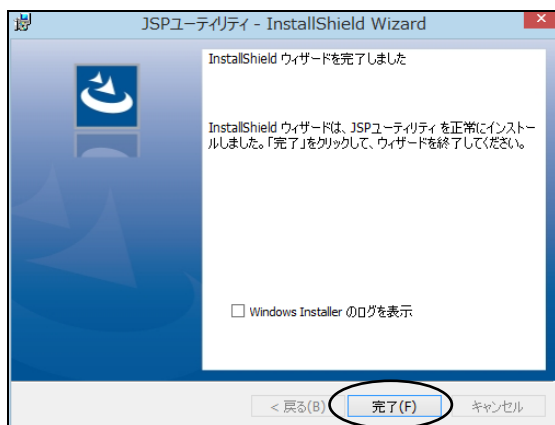 JSPユーティリティ - InstallShield Wizard
InstallShield ウィザードを完了しました
InstallShield ウィザードは、JSPユーティリティ を正常にインストー
ルしました。「完了」をクリックして、ウィザードを終了してください。
Windows Installer のログを表示
< 戻る(B)
完了(F)
キャンセル